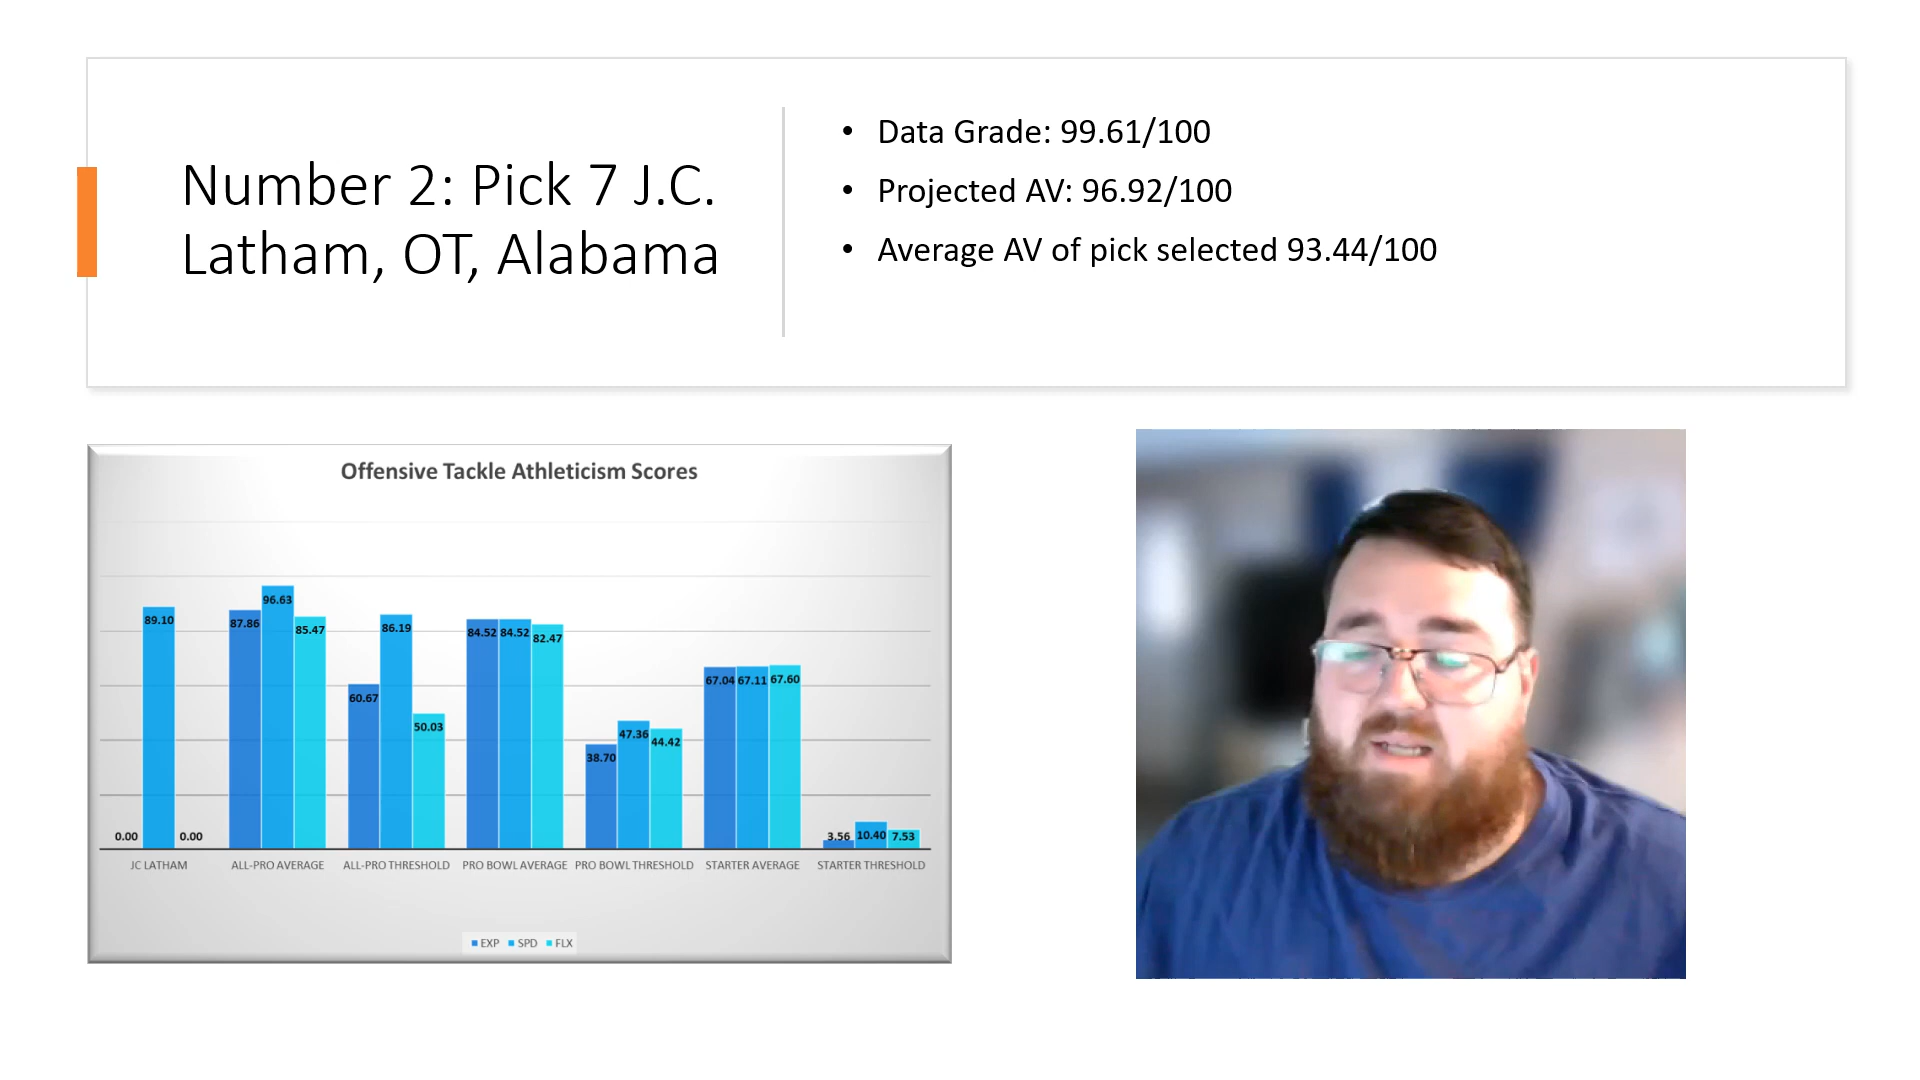 Number 2: Pick 7 J.C.
Latham, OT, Alabama
• Data Grade: 99.61/100
• Projected AV: 96.92/100
• Average AV of pick selected 93.44/100
Offensive Tackle Athleticism Scores
0.00 89.10 0.00
87.86 96.63 85.47
60.67 86.19 50.03
84.52 84.52 82.47
38.70 47.36 44.42
67.04 67.11 67.60
3.56 10.40 7.53
JC LATHAM ALL-PRO AVERAGE ALL-PRO THRESHOLD PRO BOWL AVERAGE PRO BOWL THRESHOLD STARTER AVERAGE STARTER THRESHOLD
EXP SPD FLX